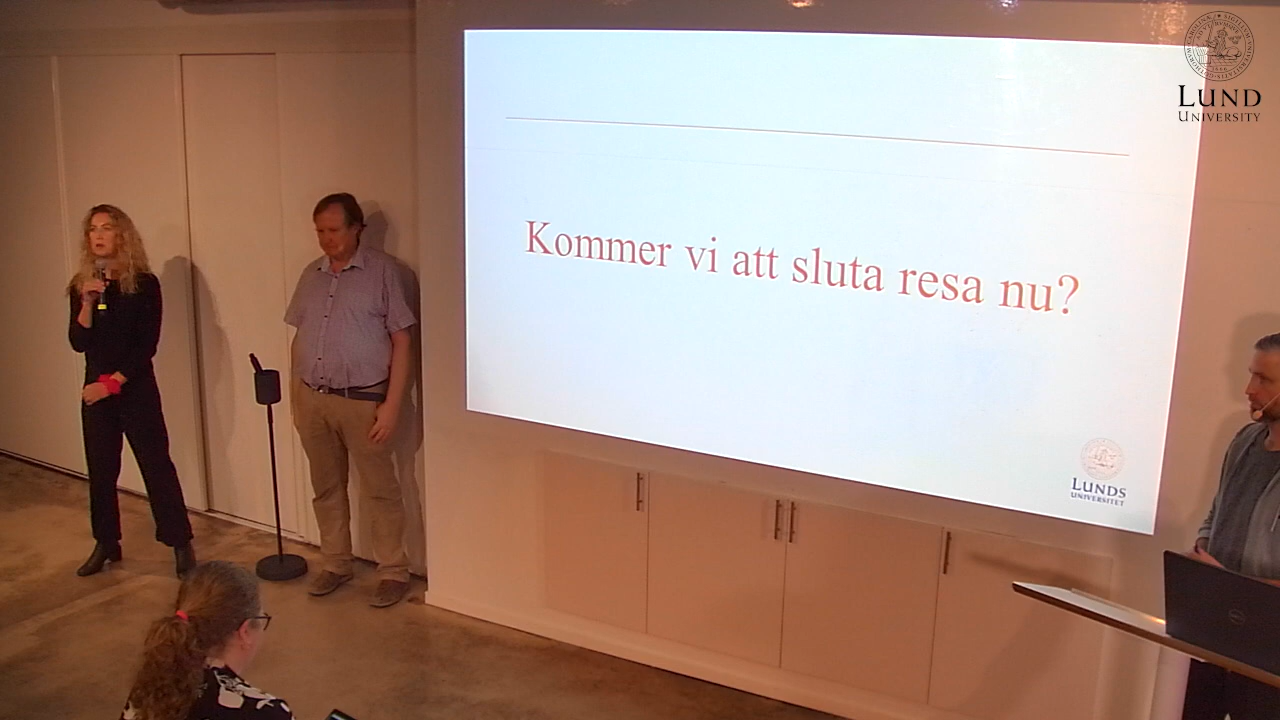 LUND
UNIVERSITY
Kommer vi att sluta resa nu?
LUNDS
UNIVERSITET